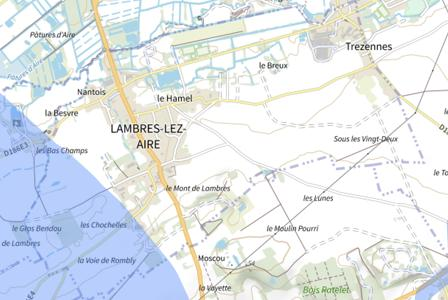 Pâtures d'Aire
Trezennes
Pâtures d'Aire
le Breux
Nantois
le Hamel
la Besvre
LAMBRES-LEZ-
AIRE
D186E3
les Bas Champs
Sous les Vingt-Deux
le Mont de Lambres
les Lunes
les Chochelles
le Gros Bendou
de Lambres
le Moulin Pourri
la Voie de Rombly
Moscou
la Vayette
Bois Ratelet